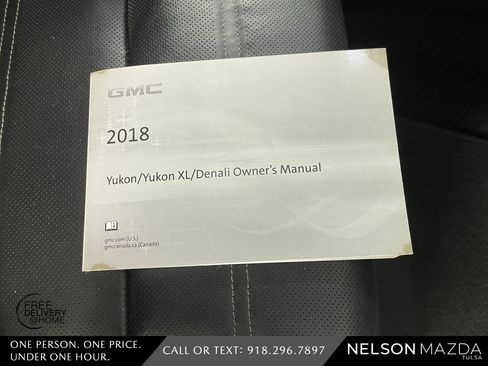 GMC
2018
Yukon/Yukon XL/Denali Owner's Manual
gmc.com (U.S.)
gmccanada.ca (Canada)
FREE
DELIVERY
@HOME
ONE PERSON. ONE PRICE.
UNDER ONE HOUR.
CALL OR TEXT: 918.296.7897
NELSON MAZDA
TULSA